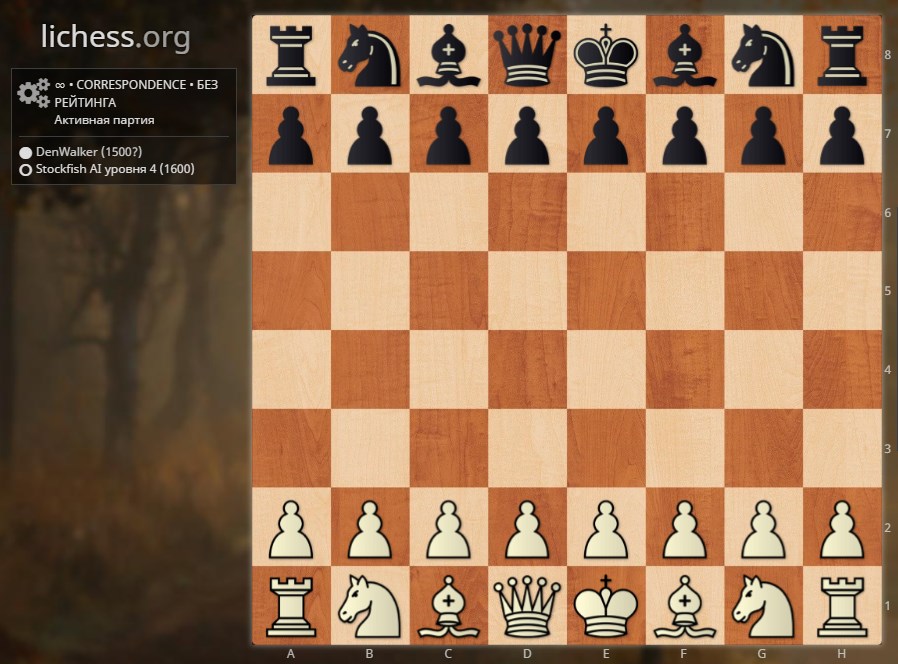 lichess.org
∞ • CORRESPONDENCE • БЕЗ
РЕЙТИНГА
Активная партия
DenWalker (1500?)
Stockfish AI уровня 4 (1600)
8
7
6
5
4
3
2
1
A B C D E F G H